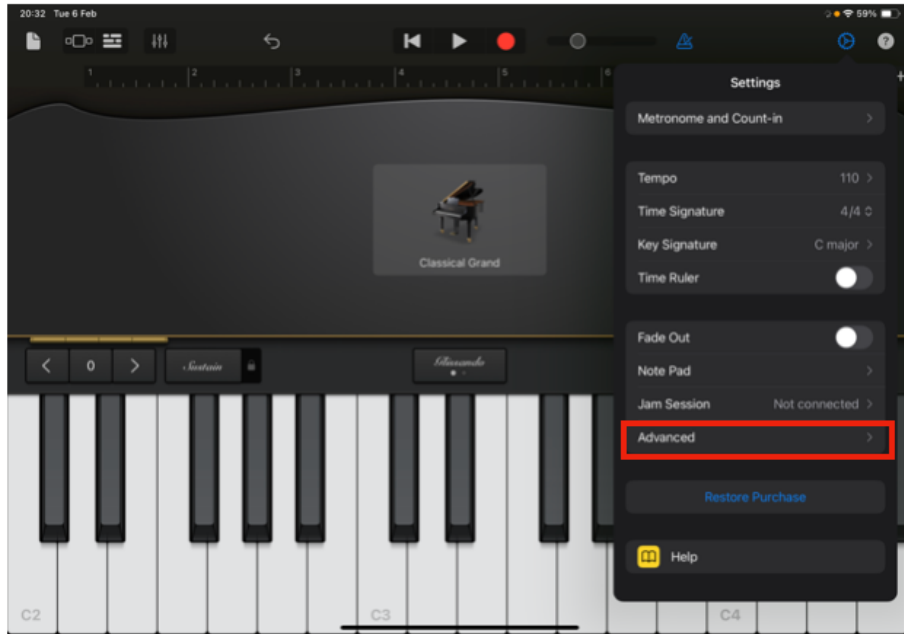 20:32 Tue 6 Feb
59%
?
1 2 3 4 5 6
Settings
Metronome and Count-in
Tempo 110
Time Signature 4/4
Key Signature C major
Time Ruler
Classical Grand
Fade Out
0 Sustain Glissando
Note Pad
Jam Session Not connected
Advanced
Restore Purchase
Help
C2 C3 C4